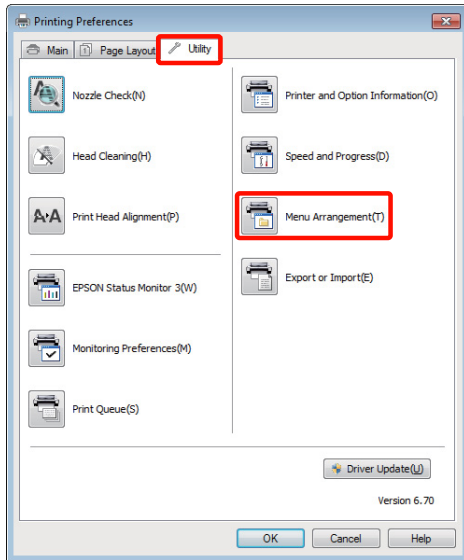 Printing Preferences
Main
Page Layout
Utility
Nozzle Check(N)
Head Cleaning(H)
Print Head Alignment(P)
EPSON Status Monitor 3(W)
Monitoring Preferences(M)
Print Queue(S)
Printer and Option Information(O)
Speed and Progress(D)
Menu Arrangement(T)
Export or Import(E)
Driver Update(U)
Version 6.70
OK
Cancel
Help